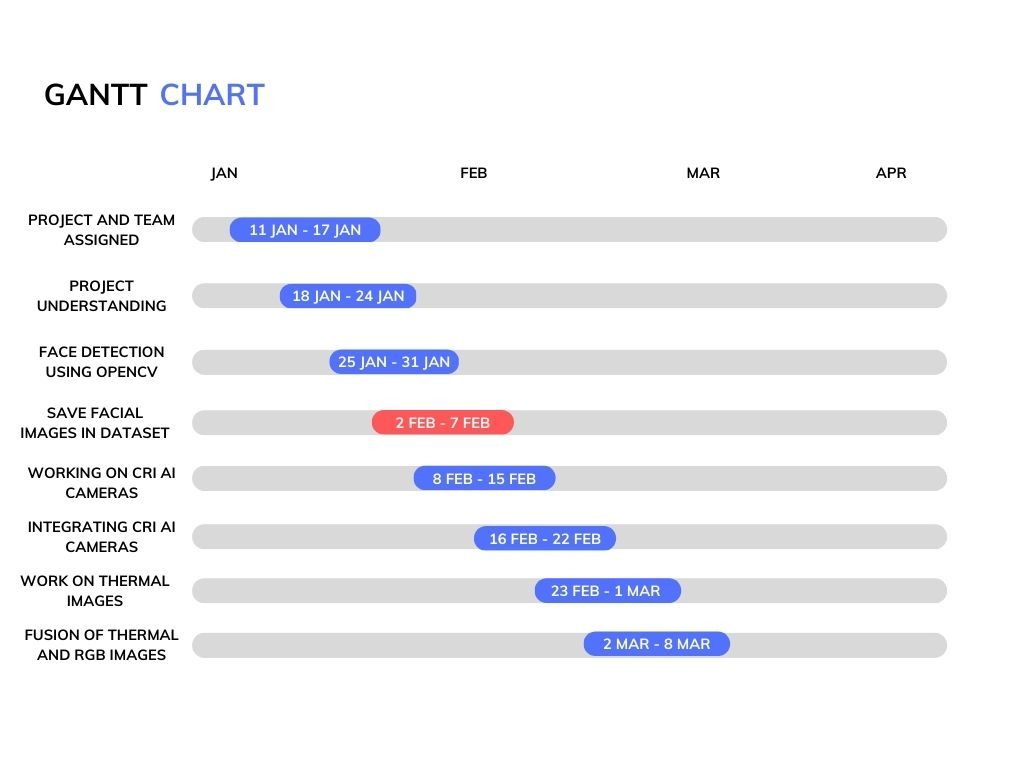 GANTT CHART
JAN FEB MAR APR
PROJECT AND TEAM
ASSIGNED
11 JAN - 17 JAN
PROJECT
UNDERSTANDING
18 JAN - 24 JAN
FACE DETECTION
USING OPENCV
25 JAN - 31 JAN
SAVE FACIAL
IMAGES IN DATASET
2 FEB - 7 FEB
WORKING ON CRI AI
CAMERAS
8 FEB - 15 FEB
INTEGRATING CRI AI
CAMERAS
16 FEB - 22 FEB
WORK ON THERMAL
IMAGES
23 FEB - 1 MAR
FUSION OF THERMAL
AND RGB IMAGES
2 MAR - 8 MAR